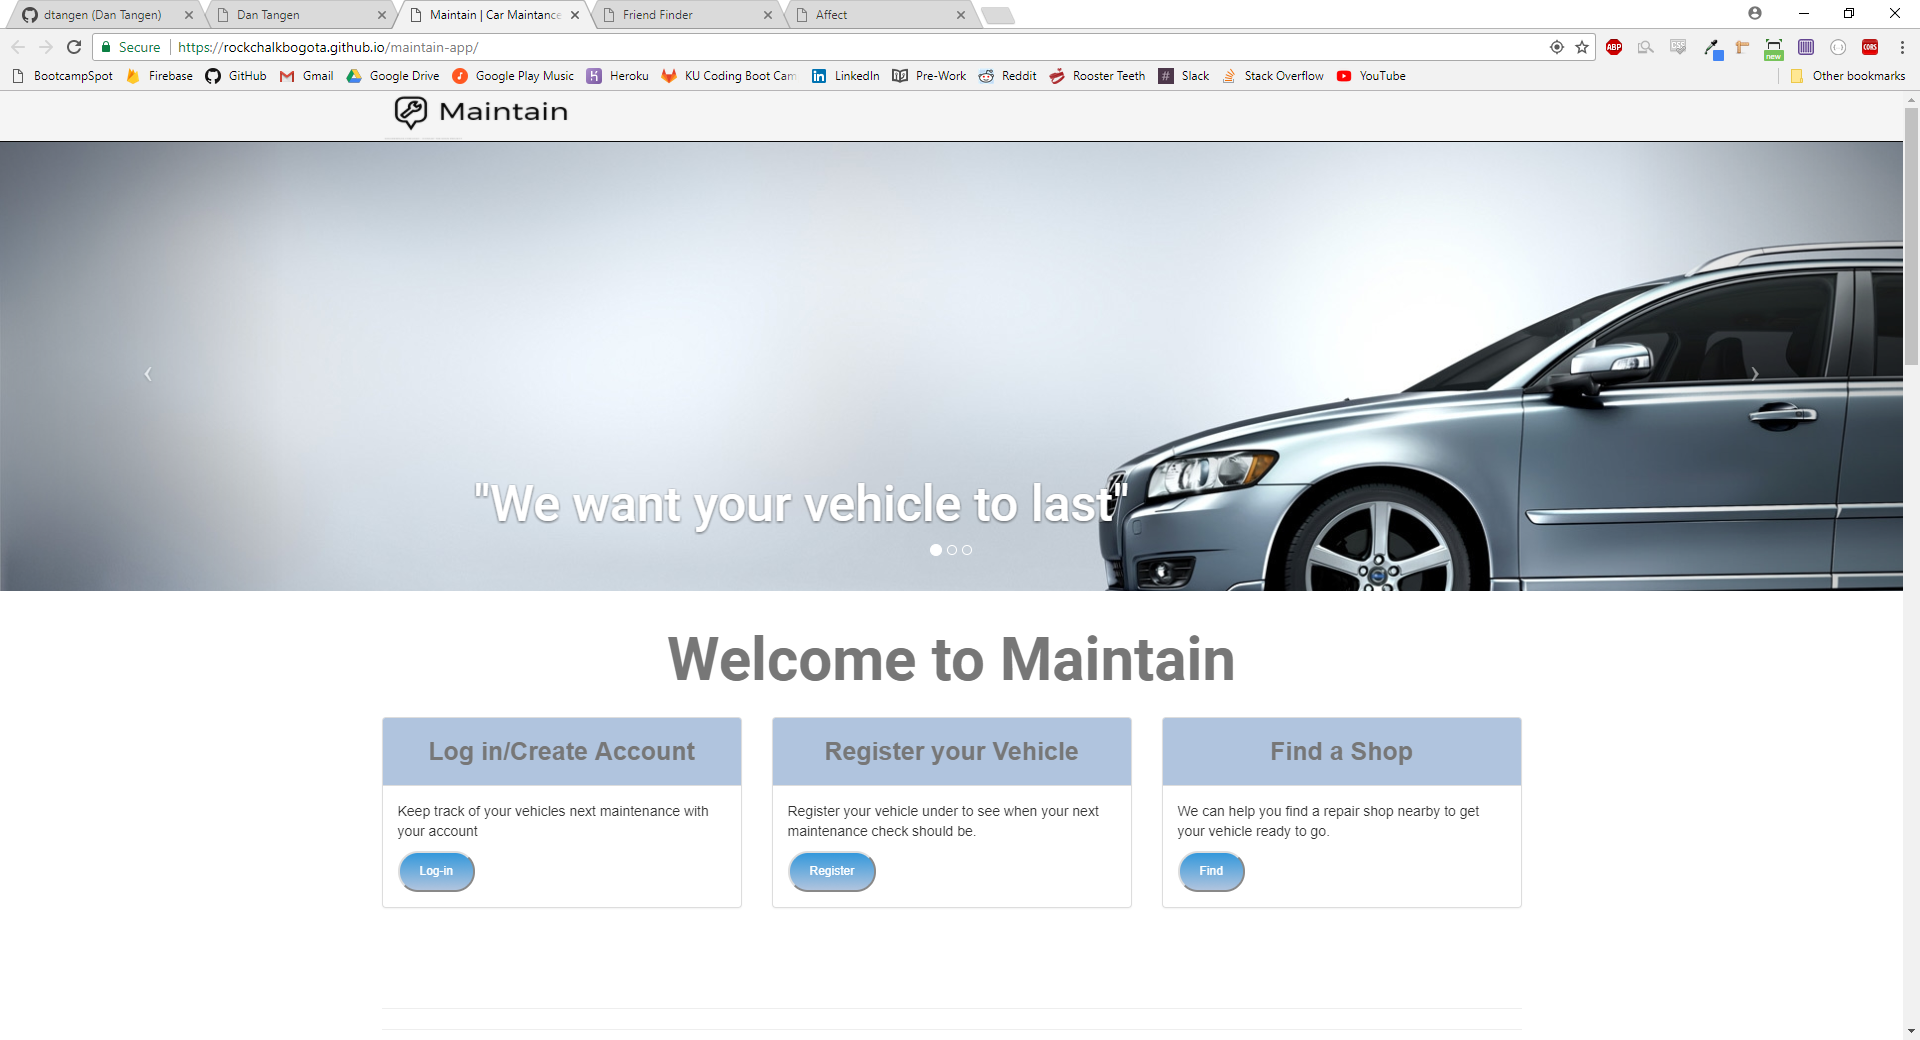 dtangen (Dan Tangen)
Dan Tangen
Maintain | Car Maintance
Friend Finder
Affect
Secure
https://rockchalkbogota.github.io/maintain-app/
ABP
CSS
new
CORS
BootcampSpot
Firebase
GitHub
Gmail
Google Drive
Google Play Music
Heroku
KU Coding Boot Cam
LinkedIn
Pre-Work
Reddit
Rooster Teeth
Slack
Stack Overflow
YouTube
Other bookmarks
Maintain
"We want your vehicle to last"
Welcome to Maintain
Log in/Create Account
Keep track of your vehicles next maintenance with
your account
Log-in
Register your Vehicle
Register your vehicle under to see when your next
maintenance check should be.
Register
Find a Shop
We can help you find a repair shop nearby to get
your vehicle ready to go.
Find